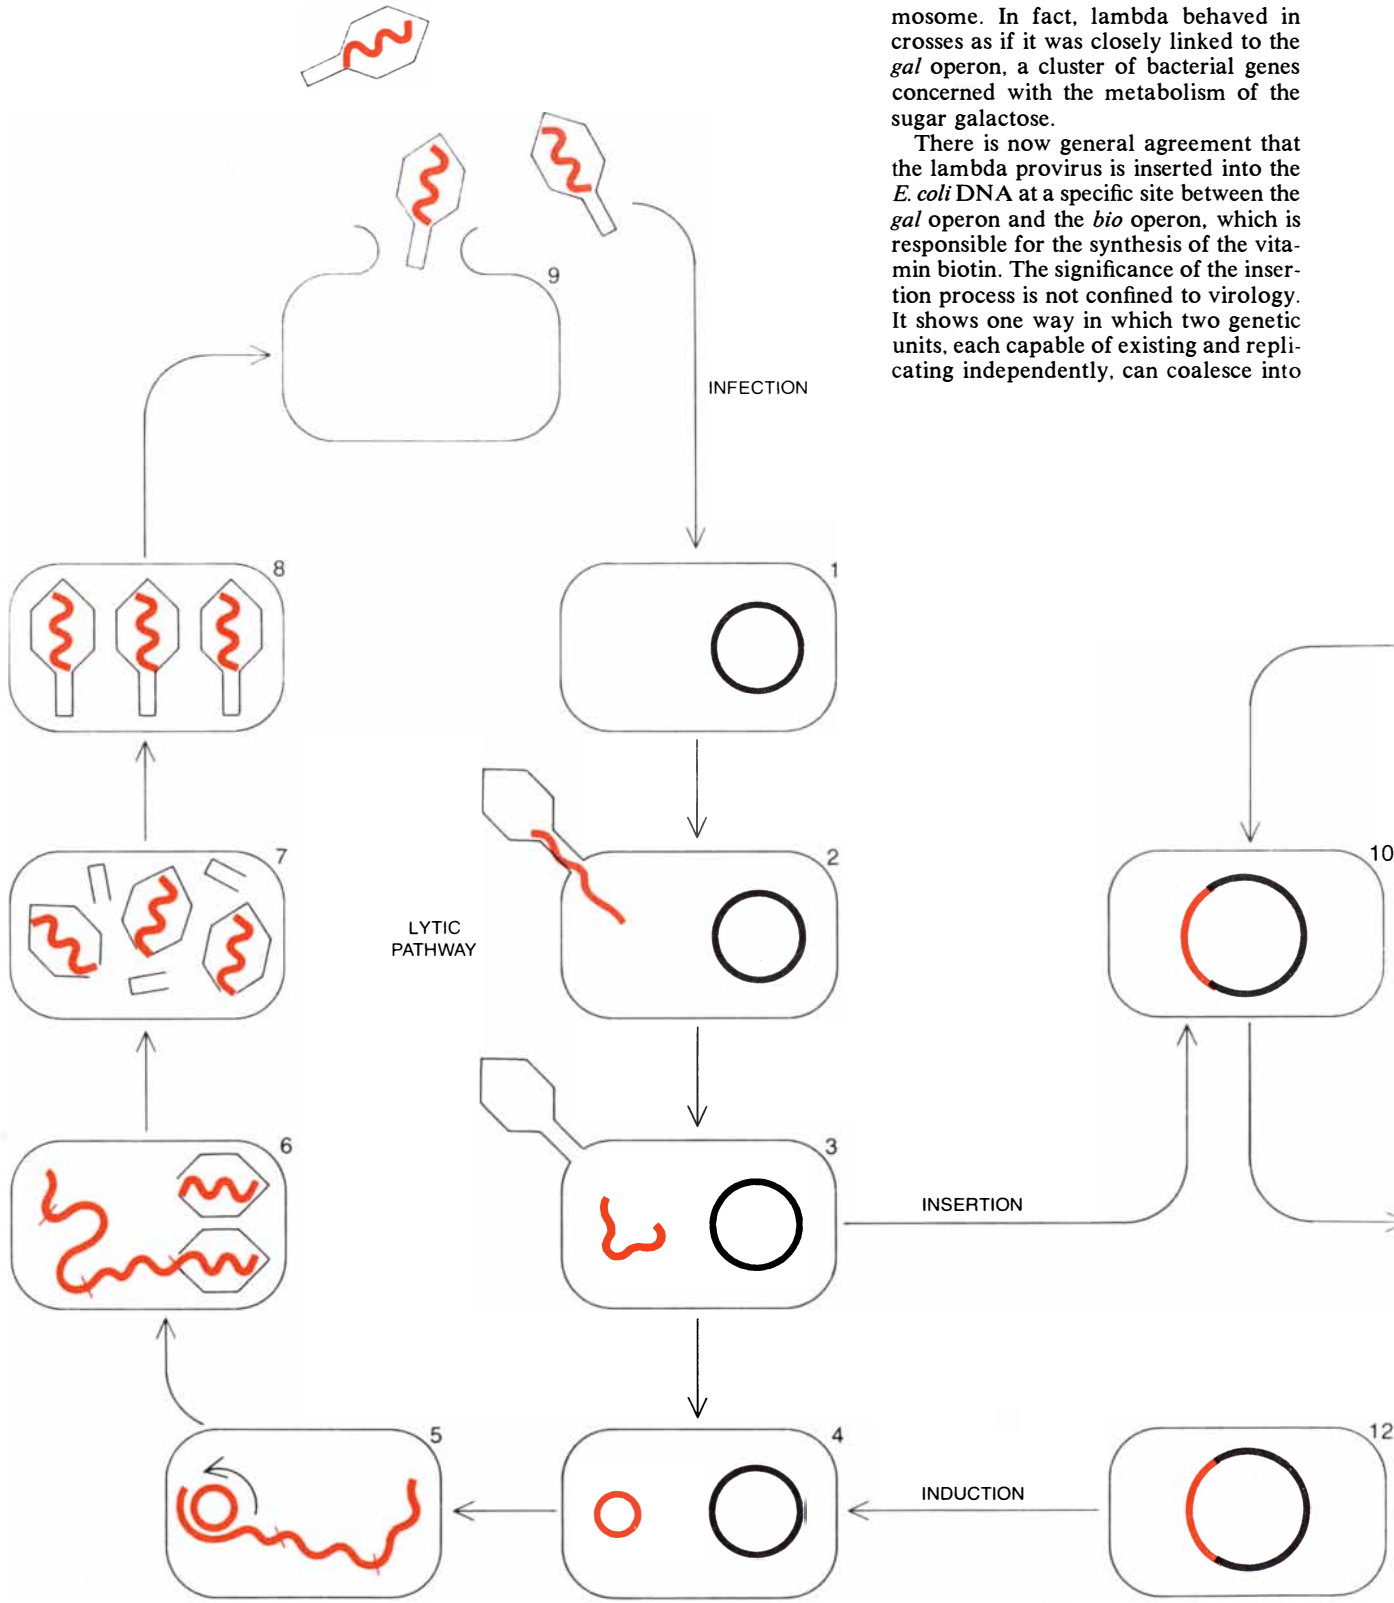 mosome. In fact, lambda behaved in
crosses as if it was closely linked to the
gal operon, a cluster of bacterial genes
concerned with the metabolism of the
sugar galactose.
There is now general agreement that
the lambda provirus is inserted into the
E. coli DNA at a specific site between the
gal operon and the bio operon, which is
responsible for the synthesis of the vita-
min biotin. The significance of the inser-
tion process is not confined to virology.
It shows one way in which two genetic
units, each capable of existing and repli-
cating independently, can coalesce into
9
INFECTION
8
1
7
LYTIC
PATHWAY
2
10
6
3
INSERTION
5
4
INDUCTION
12